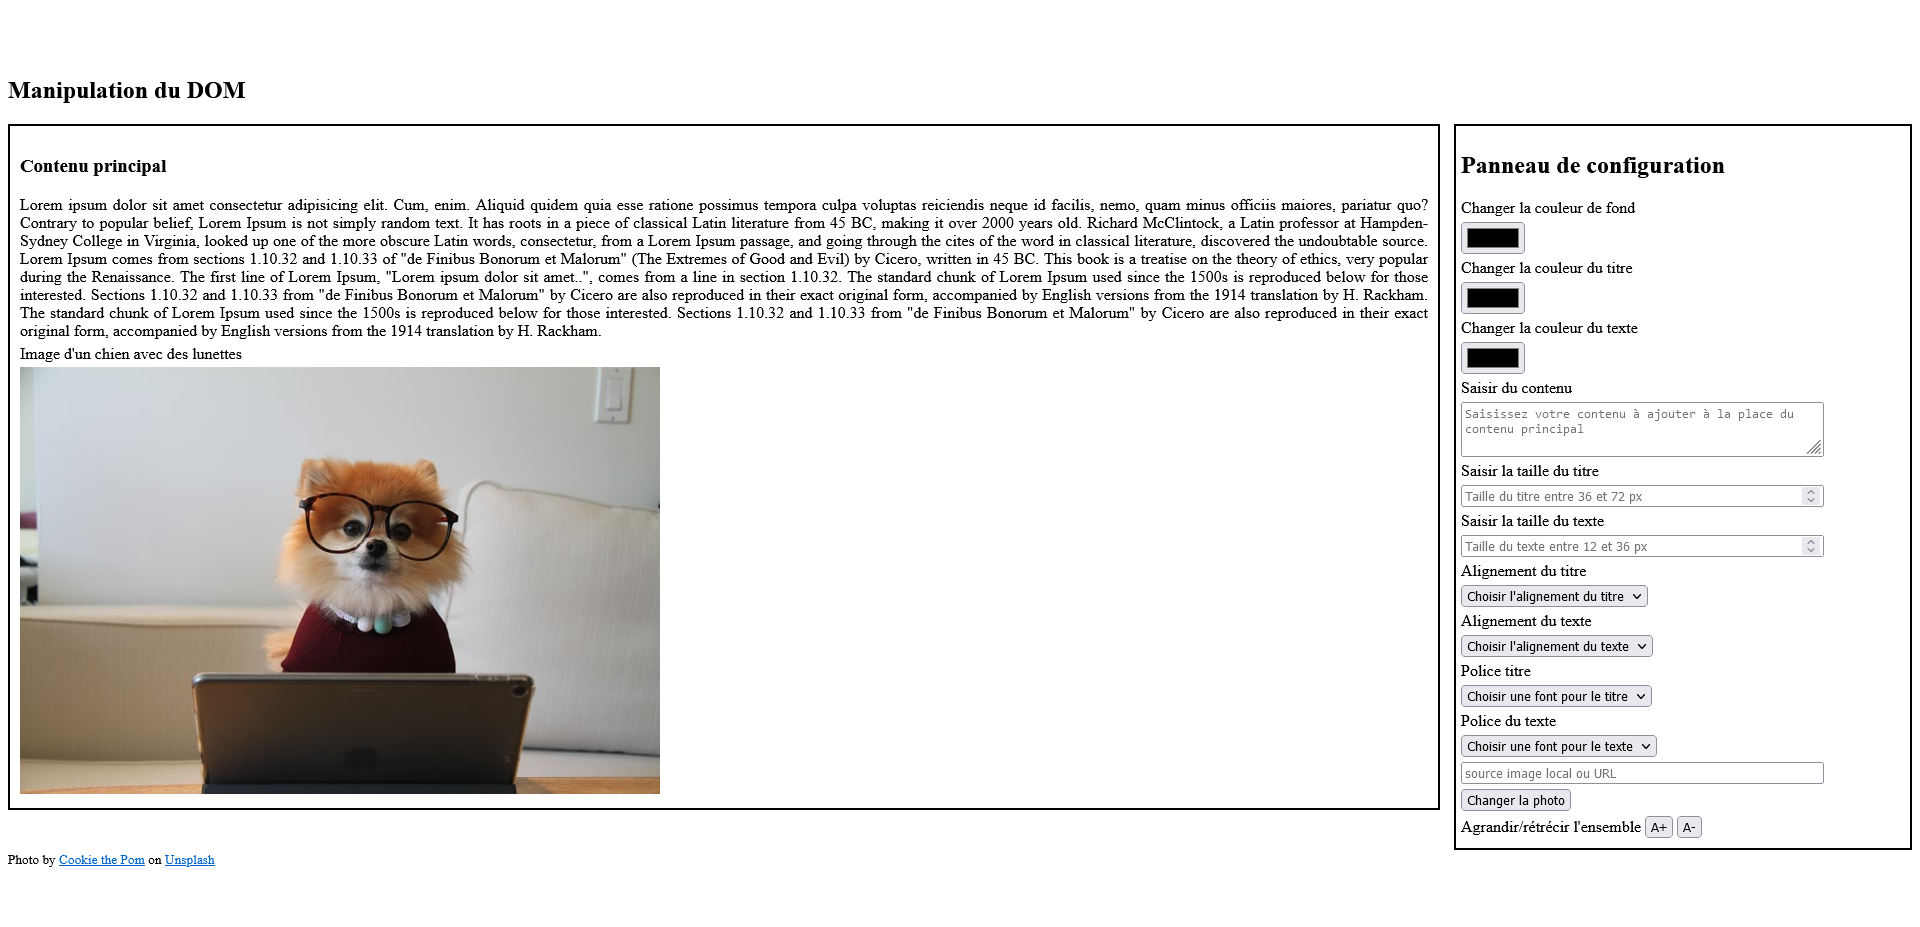 Manipulation du DOM
Contenu principal
Lorem ipsum dolor sit amet consectetur adipisicing elit. Cum, enim. Aliquid quidem quia esse ratione possimus tempora culpa voluptas reiciendis neque id facilis, nemo, quam minus officiis maiores, pariatur quo?
Contrary to popular belief, Lorem Ipsum is not simply random text. It has roots in a piece of classical Latin literature from 45 BC, making it over 2000 years old. Richard McClintock, a Latin professor at Hampden-
Sydney College in Virginia, looked up one of the more obscure Latin words, consectetur, from a Lorem Ipsum passage, and going through the cites of the word in classical literature, discovered the undoubtable source.
Lorem Ipsum comes from sections 1.10.32 and 1.10.33 of "de Finibus Bonorum et Malorum" (The Extremes of Good and Evil) by Cicero, written in 45 BC. This book is a treatise on the theory of ethics, very popular
during the Renaissance. The first line of Lorem Ipsum, "Lorem ipsum dolor sit amet..", comes from a line in section 1.10.32. The standard chunk of Lorem Ipsum used since the 1500s is reproduced below for those
interested. Sections 1.10.32 and 1.10.33 from "de Finibus Bonorum et Malorum" by Cicero are also reproduced in their exact original form, accompanied by English versions from the 1914 translation by H. Rackham.
The standard chunk of Lorem Ipsum used since the 1500s is reproduced below for those interested. Sections 1.10.32 and 1.10.33 from "de Finibus Bonorum et Malorum" by Cicero are also reproduced in their exact
original form, accompanied by English versions from the 1914 translation by H. Rackham.
Image d'un chien avec des lunettes
Photo by Cookie the Pom on Unsplash
Panneau de configuration
Changer la couleur de fond
Changer la couleur du titre
Changer la couleur du texte
Saisir du contenu
Saisissez votre contenu à ajouter à la place du
contenu principal
Saisir la taille du titre
Taille du titre entre 36 et 72 px
Saisir la taille du texte
Taille du texte entre 12 et 36 px
Alignement du titre
Choisir l'alignement du titre
Alignement du texte
Choisir l'alignement du texte
Police titre
Choisir une font pour le titre
Police du texte
Choisir une font pour le texte
source image local ou URL
Changer la photo
Agrandir/rétrécir l'ensemble A+ A-